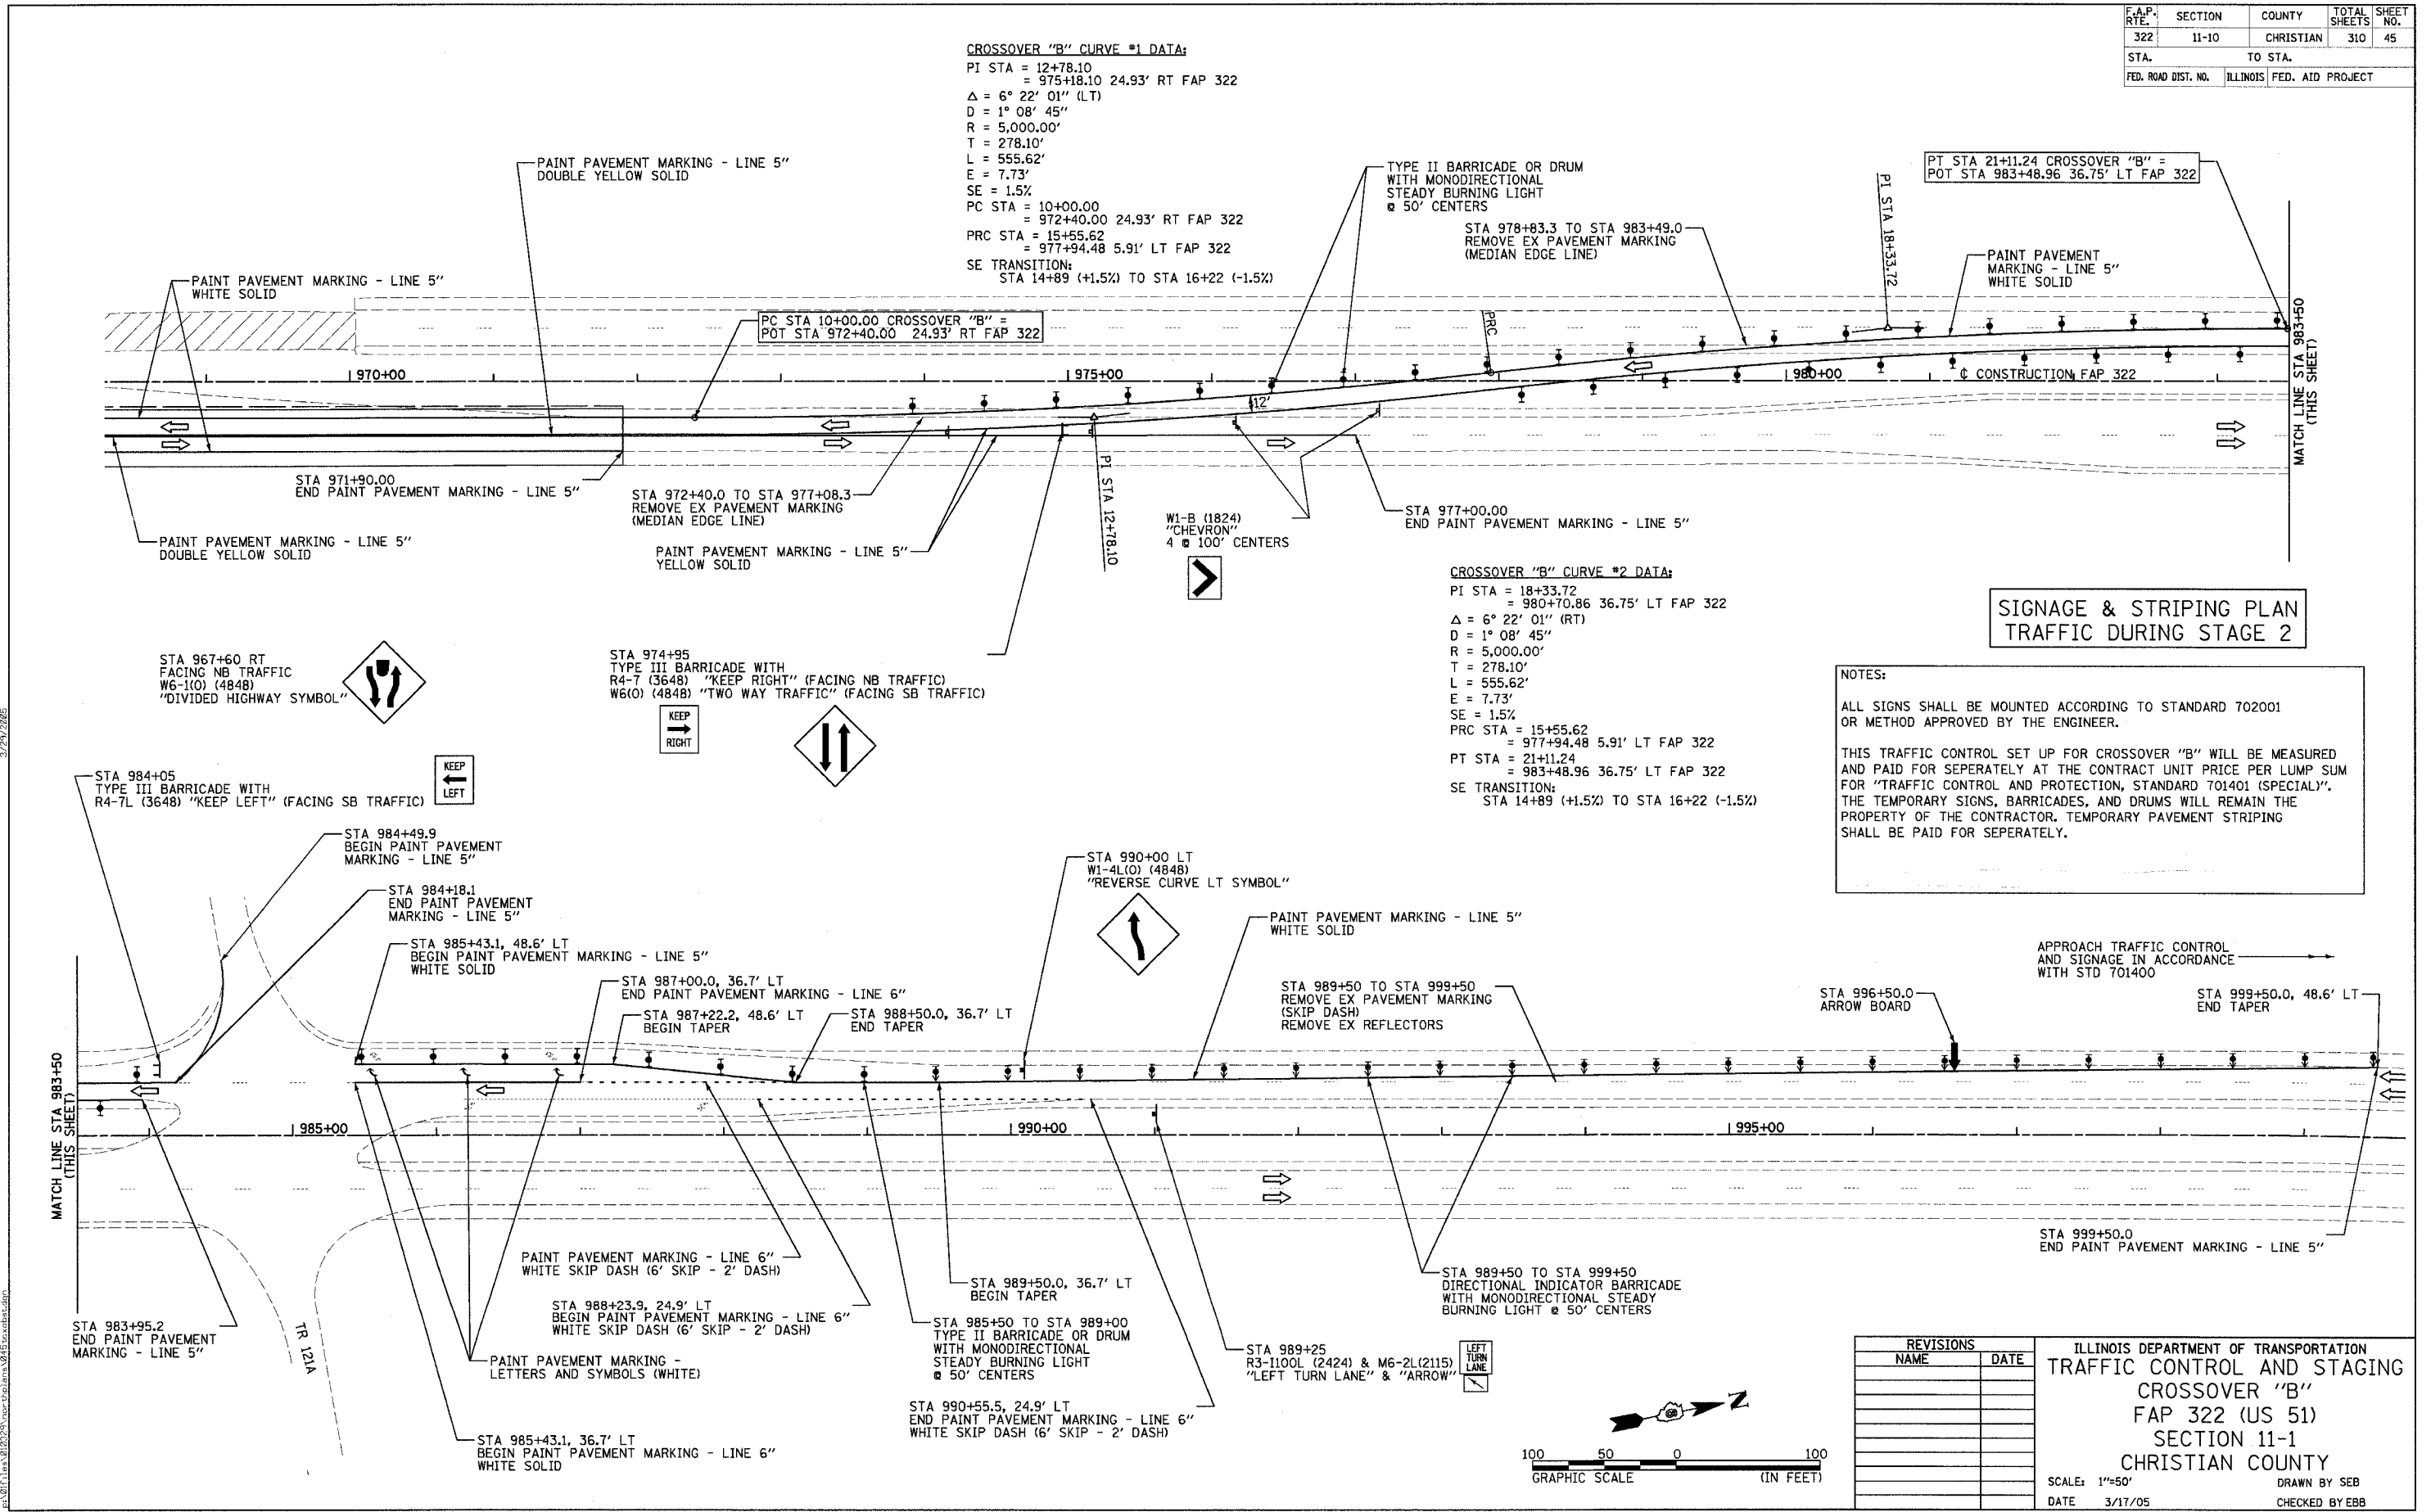 F.A.P. RTE. SECTION COUNTY TOTAL SHEETS SHEET NO.
322 11-10 CHRISTIAN 310 45
STA. TO STA.
FED. ROAD DIST. NO. ILLINOIS FED. AID PROJECT
CROSSOVER "B" CURVE #1 DATA:
PI STA = 12+78.10
= 975+18.10 24.93' RT FAP 322
Δ = 6° 22' 01" (LT)
D = 1° 08' 45"
R = 5,000.00'
T = 278.10'
L = 555.62'
E = 7.73'
SE = 1.5%
PC STA = 10+00.00
= 972+40.00 24.93' RT FAP 322
PRC STA = 15+55.62
= 977+94.48 5.91' LT FAP 322
SE TRANSITION:
STA 14+89 (+1.5%) TO STA 16+22 (-1.5%)
PAINT PAVEMENT MARKING - LINE 5"
DOUBLE YELLOW SOLID
TYPE II BARRICADE OR DRUM
WITH MONODIRECTIONAL
STEADY BURNING LIGHT
@ 50' CENTERS
PT STA 21+11.24 CROSSOVER "B" =
POT STA 983+48.96 36.75' LT FAP 322
PI STA 18+33.72
STA 978+83.3 TO STA 983+49.0
REMOVE EX PAVEMENT MARKING
(MEDIAN EDGE LINE)
PAINT PAVEMENT
MARKING - LINE 5"
WHITE SOLID
PAINT PAVEMENT MARKING - LINE 5"
WHITE SOLID
PC STA 10+00.00 CROSSOVER "B" =
POT STA 972+40.00 24.93' RT FAP 322
PRC
970+00
975+00
980+00
℄ CONSTRUCTION FAP 322
MATCH LINE STA 983+50
(THIS SHEET)
12'
STA 971+90.00
END PAINT PAVEMENT MARKING - LINE 5"
STA 972+40.0 TO STA 977+08.3
REMOVE EX PAVEMENT MARKING
(MEDIAN EDGE LINE)
PI STA 12+78.10
W1-B (1824)
"CHEVRON"
4 @ 100' CENTERS
STA 977+00.00
END PAINT PAVEMENT MARKING - LINE 5"
PAINT PAVEMENT MARKING - LINE 5"
DOUBLE YELLOW SOLID
PAINT PAVEMENT MARKING - LINE 5"
YELLOW SOLID
CROSSOVER "B" CURVE #2 DATA:
PI STA = 18+33.72
= 980+70.86 36.75' LT FAP 322
Δ = 6° 22' 01" (RT)
D = 1° 08' 45"
R = 5,000.00'
T = 278.10'
L = 555.62'
E = 7.73'
SE = 1.5%
PRC STA = 15+55.62
= 977+94.48 5.91' LT FAP 322
PT STA = 21+11.24
= 983+48.96 36.75' LT FAP 322
SE TRANSITION:
STA 14+89 (+1.5%) TO STA 16+22 (-1.5%)
SIGNAGE & STRIPING PLAN
TRAFFIC DURING STAGE 2
NOTES:
ALL SIGNS SHALL BE MOUNTED ACCORDING TO STANDARD 702001
OR METHOD APPROVED BY THE ENGINEER.
THIS TRAFFIC CONTROL SET UP FOR CROSSOVER "B" WILL BE MEASURED
AND PAID FOR SEPERATELY AT THE CONTRACT UNIT PRICE PER LUMP SUM
FOR "TRAFFIC CONTROL AND PROTECTION, STANDARD 701401 (SPECIAL)".
THE TEMPORARY SIGNS, BARRICADES, AND DRUMS WILL REMAIN THE
PROPERTY OF THE CONTRACTOR. TEMPORARY PAVEMENT STRIPING
SHALL BE PAID FOR SEPERATELY.
STA 967+60 RT
FACING NB TRAFFIC
W6-1(O) (4848)
"DIVIDED HIGHWAY SYMBOL"
STA 974+95
TYPE III BARRICADE WITH
R4-7 (3648) "KEEP RIGHT" (FACING NB TRAFFIC)
W6(O) (4848) "TWO WAY TRAFFIC" (FACING SB TRAFFIC)
KEEP
RIGHT
STA 984+05
TYPE III BARRICADE WITH
R4-7L (3648) "KEEP LEFT" (FACING SB TRAFFIC)
KEEP
LEFT
STA 984+49.9
BEGIN PAINT PAVEMENT
MARKING - LINE 5"
STA 984+18.1
END PAINT PAVEMENT
MARKING - LINE 5"
STA 985+43.1, 48.6' LT
BEGIN PAINT PAVEMENT MARKING - LINE 5"
WHITE SOLID
STA 987+00.0, 36.7' LT
END PAINT PAVEMENT MARKING - LINE 6"
STA 987+22.2, 48.6' LT
BEGIN TAPER
STA 988+50.0, 36.7' LT
END TAPER
STA 990+00 LT
W1-4L(O) (4848)
"REVERSE CURVE LT SYMBOL"
PAINT PAVEMENT MARKING - LINE 5"
WHITE SOLID
STA 989+50 TO STA 999+50
REMOVE EX PAVEMENT MARKING
(SKIP DASH)
REMOVE EX REFLECTORS
APPROACH TRAFFIC CONTROL
AND SIGNAGE IN ACCORDANCE
WITH STD 701400
STA 996+50.0
ARROW BOARD
STA 999+50.0, 48.6' LT
END TAPER
MATCH LINE STA 983+50
(THIS SHEET)
985+00
990+00
995+00
STA 983+95.2
END PAINT PAVEMENT
MARKING - LINE 5"
TR 121A
PAINT PAVEMENT MARKING - LINE 6"
WHITE SKIP DASH (6' SKIP - 2' DASH)
STA 988+23.9, 24.9' LT
BEGIN PAINT PAVEMENT MARKING - LINE 6"
WHITE SKIP DASH (6' SKIP - 2' DASH)
PAINT PAVEMENT MARKING -
LETTERS AND SYMBOLS (WHITE)
STA 985+43.1, 36.7' LT
BEGIN PAINT PAVEMENT MARKING - LINE 6"
WHITE SOLID
STA 989+50.0, 36.7' LT
BEGIN TAPER
STA 985+50 TO STA 989+00
TYPE II BARRICADE OR DRUM
WITH MONODIRECTIONAL
STEADY BURNING LIGHT
@ 50' CENTERS
STA 990+55.5, 24.9' LT
END PAINT PAVEMENT MARKING - LINE 6"
WHITE SKIP DASH (6' SKIP - 2' DASH)
STA 989+25
R3-I100L (2424) & M6-2L(2115)
"LEFT TURN LANE" & "ARROW"
LEFT
TURN
LANE
STA 989+50 TO STA 999+50
DIRECTIONAL INDICATOR BARRICADE
WITH MONODIRECTIONAL STEADY
BURNING LIGHT @ 50' CENTERS
STA 999+50.0
END PAINT PAVEMENT MARKING - LINE 5"
N
100 50 0 100
GRAPHIC SCALE (IN FEET)
REVISIONS
NAME DATE
ILLINOIS DEPARTMENT OF TRANSPORTATION
TRAFFIC CONTROL AND STAGING
CROSSOVER "B"
FAP 322 (US 51)
SECTION 11-1
CHRISTIAN COUNTY
SCALE: 1"=50' DRAWN BY SEB
DATE 3/17/05 CHECKED BY EBB
3/29/2005